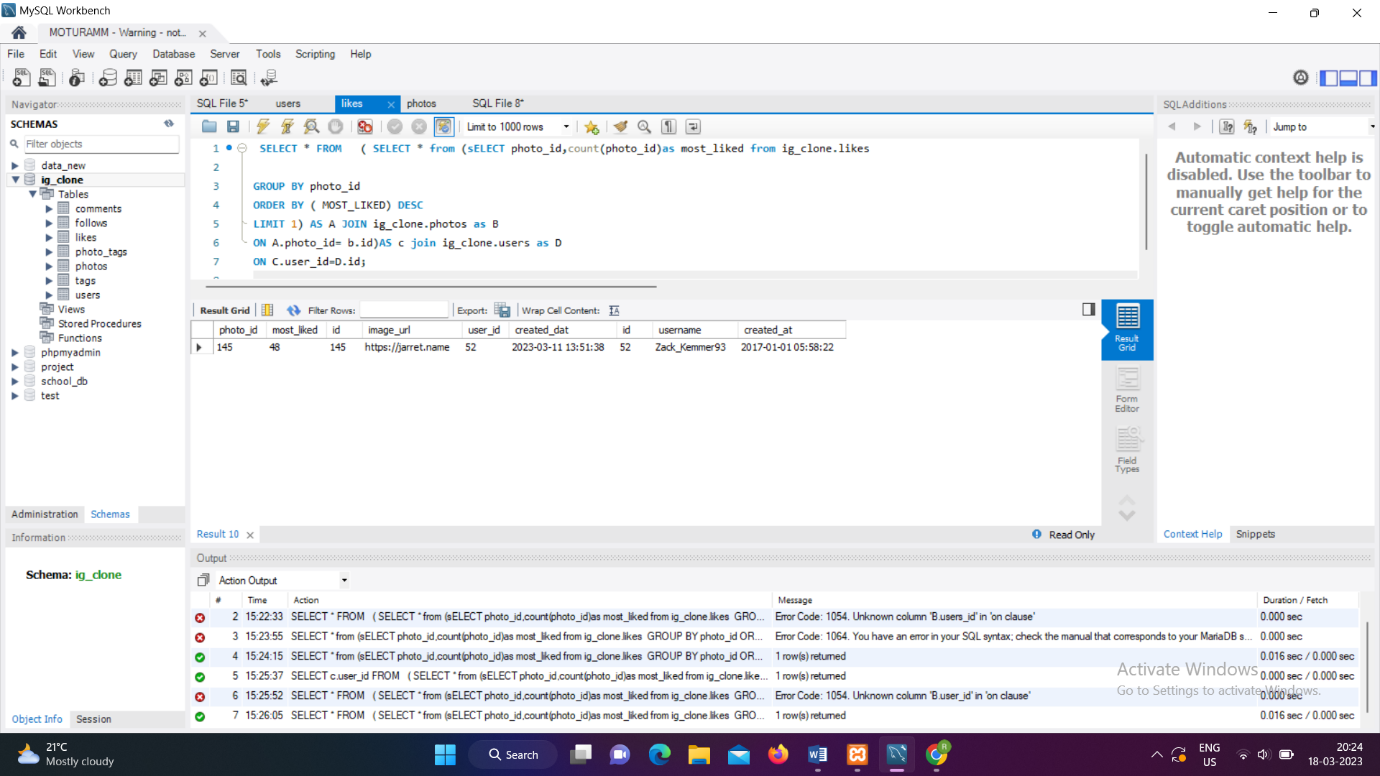 MySQL Workbench
MOTURAMM - Warning - not...
File Edit View Query Database Server Tools Scripting Help
Navigator
SCHEMAS
Filter objects
data_new
ig_clone
Tables
comments
follows
likes
photo_tags
photos
tags
users
Views
Stored Procedures
Functions
phpmyadmin
project
school_db
test
Administration Schemas
Information
Schema: ig_clone
Object Info Session
SQL File 5* users likes photos SQL File 8*
Limit to 1000 rows
1 SELECT * FROM ( SELECT * from (sELECT photo_id,count(photo_id)as most_liked from ig_clone.likes
2
3 GROUP BY photo_id
4 ORDER BY ( MOST_LIKED) DESC
5 LIMIT 1) AS A JOIN ig_clone.photos as B
6 ON A.photo_id= b.id)AS c join ig_clone.users as D
7 ON C.user_id=D.id;
Result Grid Filter Rows: Export: Wrap Cell Content:
photo_id most_liked id image_url user_id created_dat id username created_at
145 48 145 https://jarret.name 52 2023-03-11 13:51:38 52 Zack_Kemmer93 2017-01-01 05:58:22
Result Grid
Form Editor
Field Types
Result 10 Read Only
SQLAdditions
Jump to
Automatic context help is
disabled. Use the toolbar to
manually get help for the
current caret position or to
toggle automatic help.
Context Help Snippets
Output
Action Output
# Time Action Message Duration / Fetch
2 15:22:33 SELECT * FROM ( SELECT * from (sELECT photo_id,count(photo_id)as most_liked from ig_clone.likes GRO... Error Code: 1054. Unknown column 'B.users_id' in 'on clause' 0.000 sec
3 15:23:55 SELECT * from (sELECT photo_id,count(photo_id)as most_liked from ig_clone.likes GROUP BY photo_id OR... Error Code: 1064. You have an error in your SQL syntax; check the manual that corresponds to your MariaDB s... 0.000 sec
4 15:24:15 SELECT * from (sELECT photo_id,count(photo_id)as most_liked from ig_clone.likes GROUP BY photo_id OR... 1 row(s) returned 0.016 sec / 0.000 sec
5 15:25:37 SELECT c.user_id FROM ( SELECT * from (sELECT photo_id,count(photo_id)as most_liked from ig_clone.like... 1 row(s) returned 0.000 sec / 0.000 sec
6 15:25:52 SELECT * FROM ( SELECT * from (sELECT photo_id,count(photo_id)as most_liked from ig_clone.likes GRO... Error Code: 1054. Unknown column 'B.user_id' in 'on clause' 0.000 sec
7 15:26:05 SELECT * FROM ( SELECT * from (sELECT photo_id,count(photo_id)as most_liked from ig_clone.likes GRO... 1 row(s) returned 0.016 sec / 0.000 sec
Activate Windows
Go to Settings to activate Windows.
21°C
Mostly cloudy
Search
ENG
US
20:24
18-03-2023